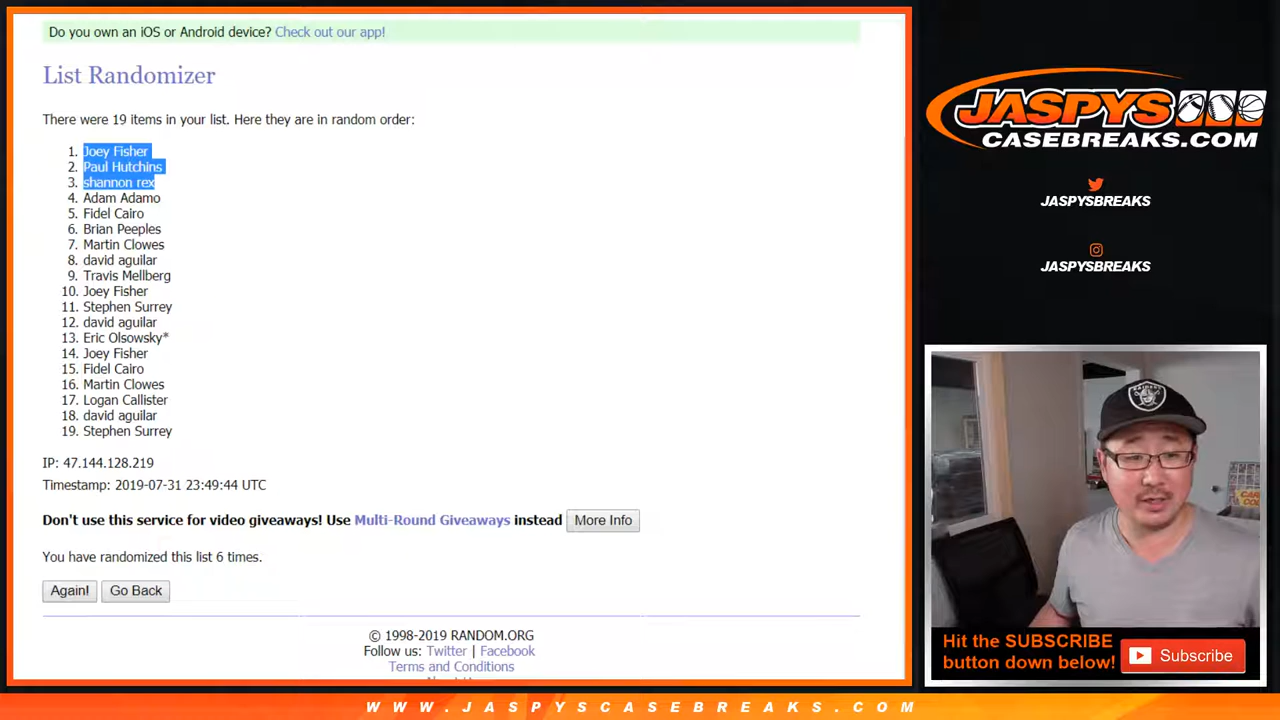 Do you own an iOS or Android device? Check out our app!
List Randomizer
There were 19 items in your list. Here they are in random order:
1. Joey Fisher
2. Paul Hutchins
3. shannon rex
4. Adam Adamo
5. Fidel Cairo
6. Brian Peeples
7. Martin Clowes
8. david aguilar
9. Travis Mellberg
10. Joey Fisher
11. Stephen Surrey
12. david aguilar
13. Eric Olsowsky*
14. Joey Fisher
15. Fidel Cairo
16. Martin Clowes
17. Logan Callister
18. david aguilar
19. Stephen Surrey
IP: 47.144.128.219
Timestamp: 2019-07-31 23:49:44 UTC
Don't use this service for video giveaways! Use Multi-Round Giveaways instead More Info
You have randomized this list 6 times.
Again! Go Back
© 1998-2019 RANDOM.ORG
Follow us: Twitter | Facebook
Terms and Conditions
JASPYS
CASEBREAKS.COM
JASPYSBREAKS
JASPYSBREAKS
RAIDERS
Hit the SUBSCRIBE
button down below!
Subscribe
WWW.JASPYSCASEBREAKS.COM